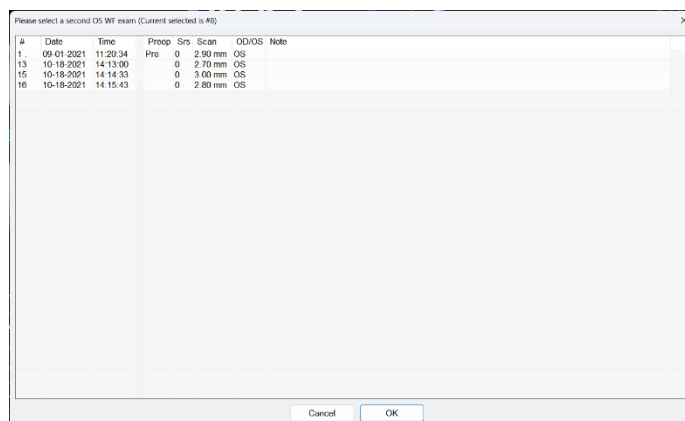 Please select a second OS WF exam (Current selected is #8)
# Date Time Preop Srs Scan OD/OS Note
1 . 09-01-2021 11:20:34 Pre 0 2.90 mm OS
13 10-18-2021 14:13:00 0 2.70 mm OS
15 10-18-2021 14:14:33 0 3.00 mm OS
16 10-18-2021 14:15:43 0 2.80 mm OS
Cancel OK